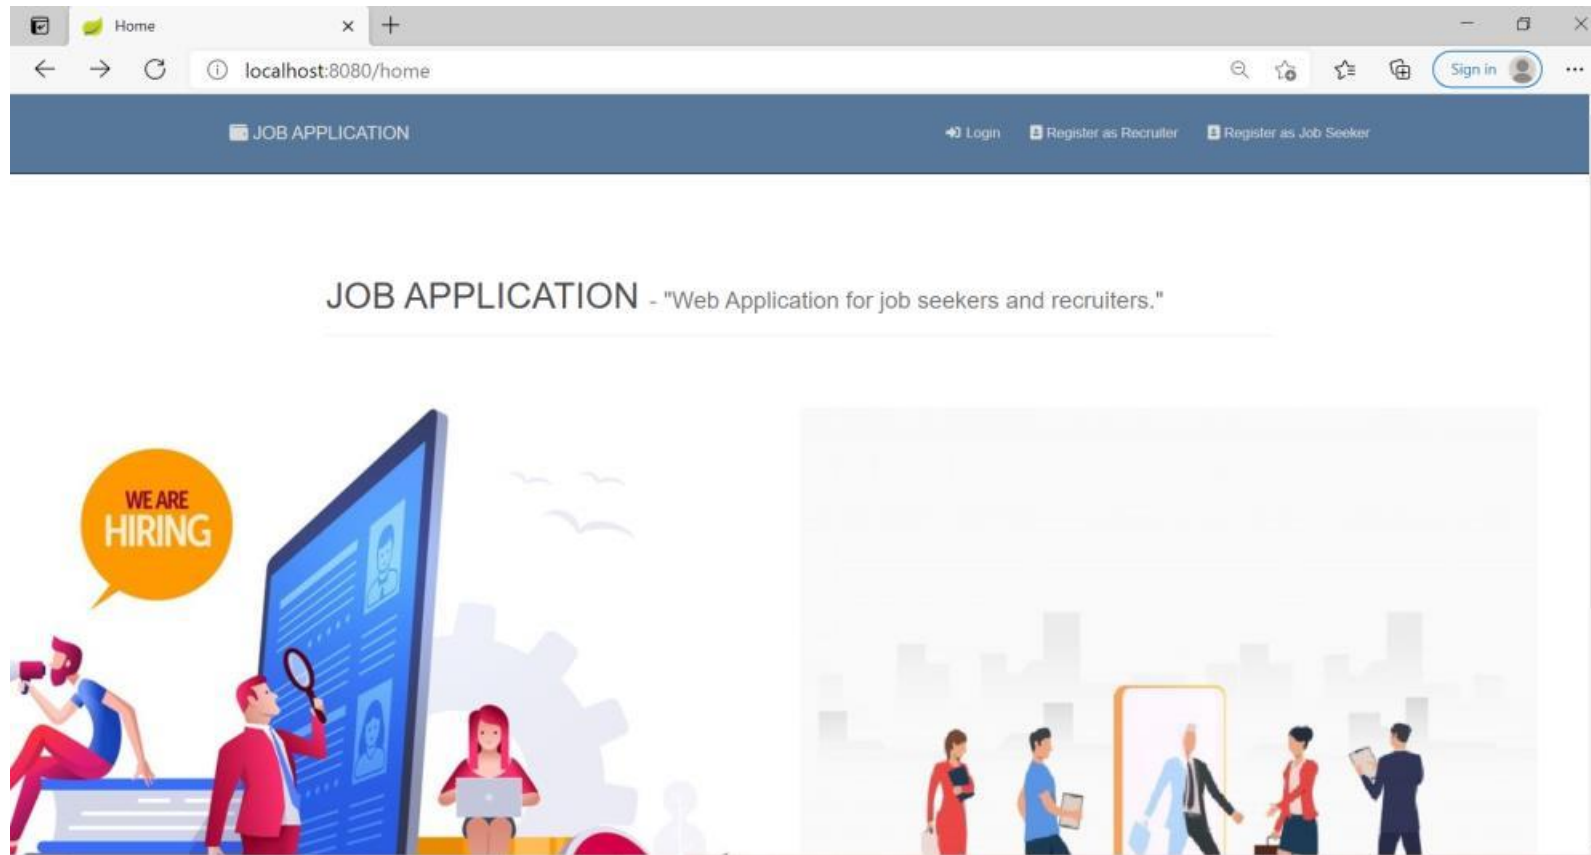 Home
localhost:8080/home
Sign in
JOB APPLICATION
Login
Register as Recruiter
Register as Job Seeker
JOB APPLICATION - "Web Application for job seekers and recruiters."
WE ARE
HIRING